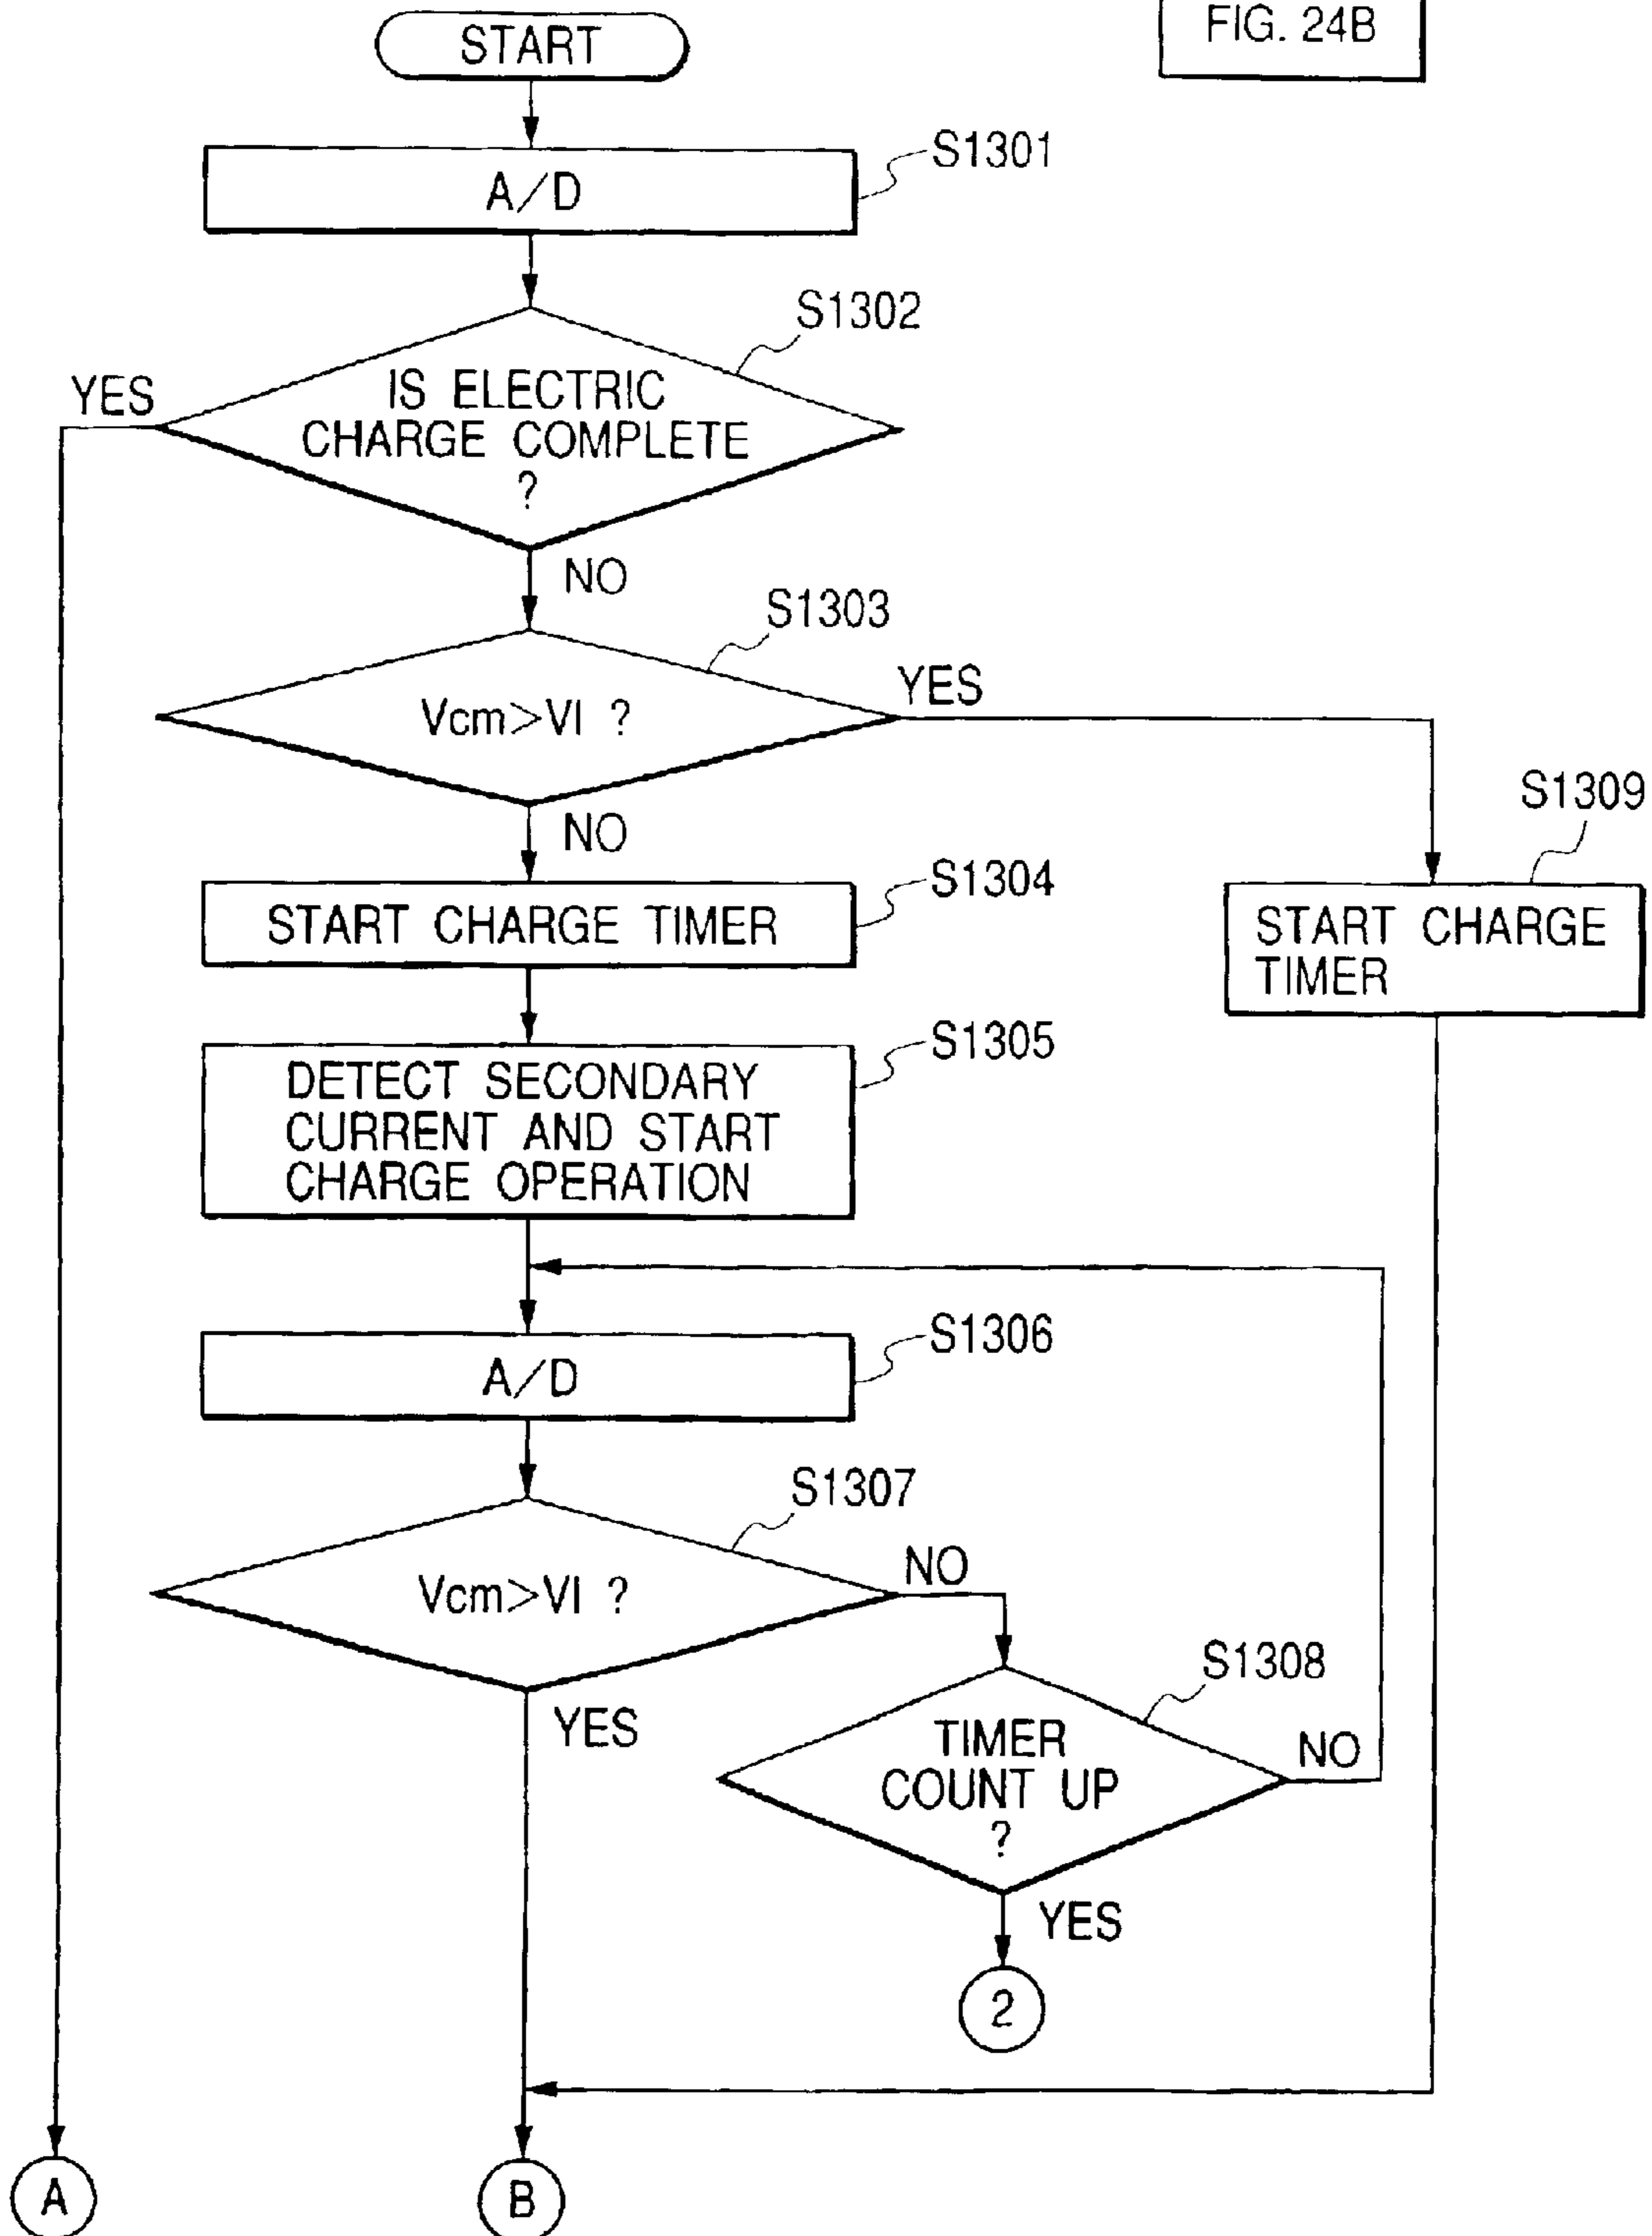 FIG. 24B
START
S1301
A/D
S1302
YES
IS ELECTRIC
CHARGE COMPLETE
?
NO
S1303
YES
Vcm>VI ?
S1309
NO
S1304
START CHARGE TIMER
START CHARGE
TIMER
S1305
DETECT SECONDARY
CURRENT AND START
CHARGE OPERATION
S1306
A/D
S1307
NO
Vcm>VI ?
S1308
YES
TIMER
COUNT UP
?
NO
YES
2
A
B